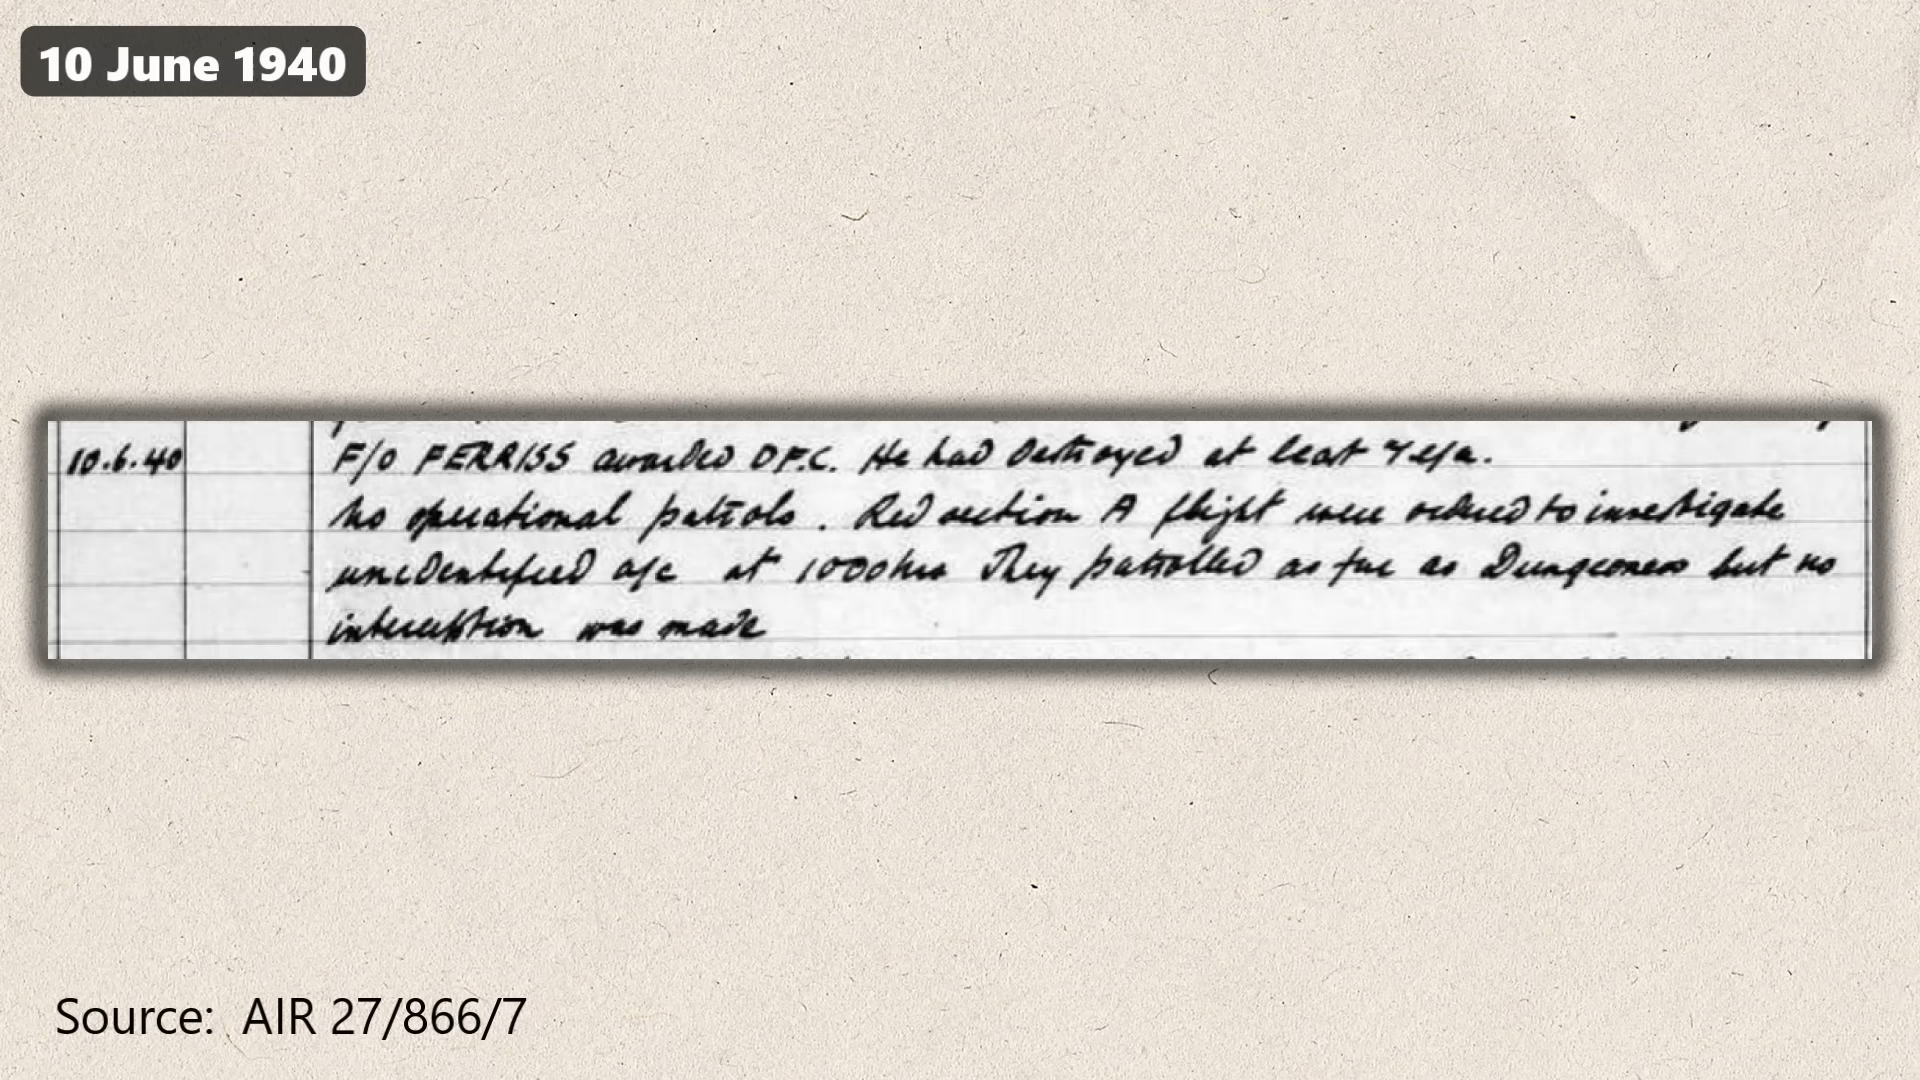 10 June 1940
10.6.40 F/O FERRISS awarded D.F.C. He had destroyed at least 7 e/a.
No operational patrols. Red section A flight were ordered to investigate
unidentified a/c at 1000hrs They patrolled as far as Dungeoness but no
interception was made
Source: AIR 27/866/7